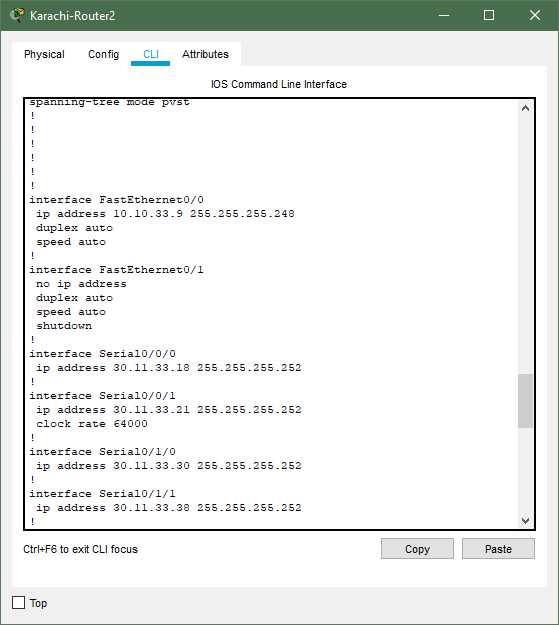 Karachi-Router2
Physical Config CLI Attributes
IOS Command Line Interface
spanning-tree mode pvst
!
!
!
!
!
!
interface FastEthernet0/0
 ip address 10.10.33.9 255.255.255.248
 duplex auto
 speed auto
!
interface FastEthernet0/1
 no ip address
 duplex auto
 speed auto
 shutdown
!
interface Serial0/0/0
 ip address 30.11.33.18 255.255.255.252
!
interface Serial0/0/1
 ip address 30.11.33.21 255.255.255.252
 clock rate 64000
!
interface Serial0/1/0
 ip address 30.11.33.30 255.255.255.252
!
interface Serial0/1/1
 ip address 30.11.33.38 255.255.255.252
!
Ctrl+F6 to exit CLI focus
Copy Paste
Top